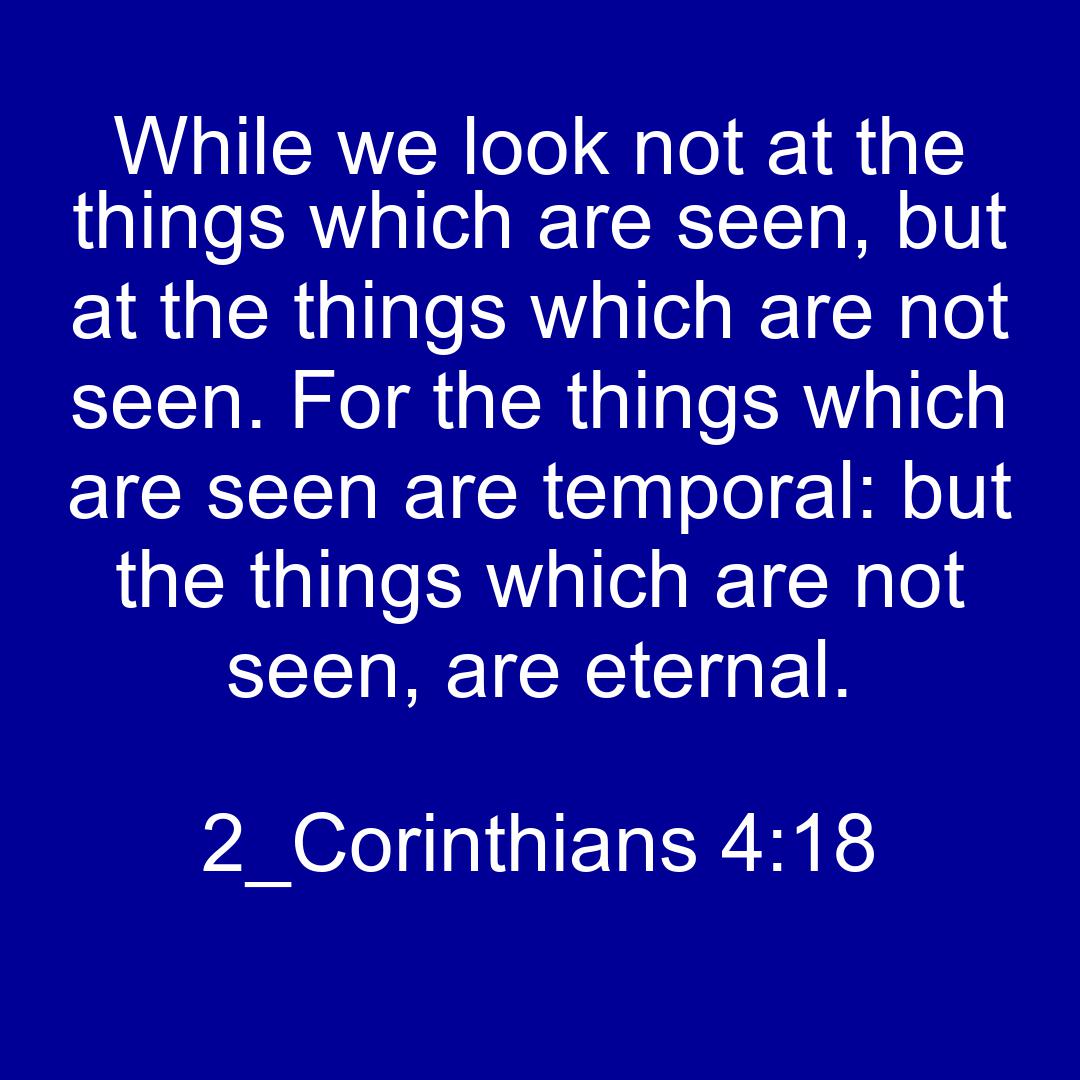 While we look not at the
things which are seen, but
at the things which are not
seen. For the things which
are seen are temporal: but
the things which are not
seen, are eternal.
2_Corinthians 4:18